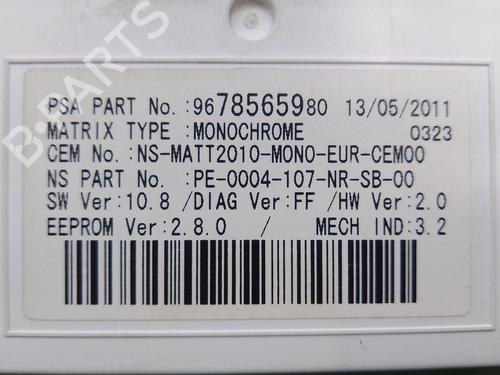 PSA PART No.:9678565980 13/05/2011
MATRIX TYPE :MONOCHROME 0323
CEM No.:NS-MATT2010-MONO-EUR-CEM00
NS PART No. :PE-0004-107-NR-SB-00
SW Ver:10.8 /DIAG Ver:FF /HW Ver:2.0
EEPROM Ver:2.8.0 / MECH IND:3.2
B-PARTS